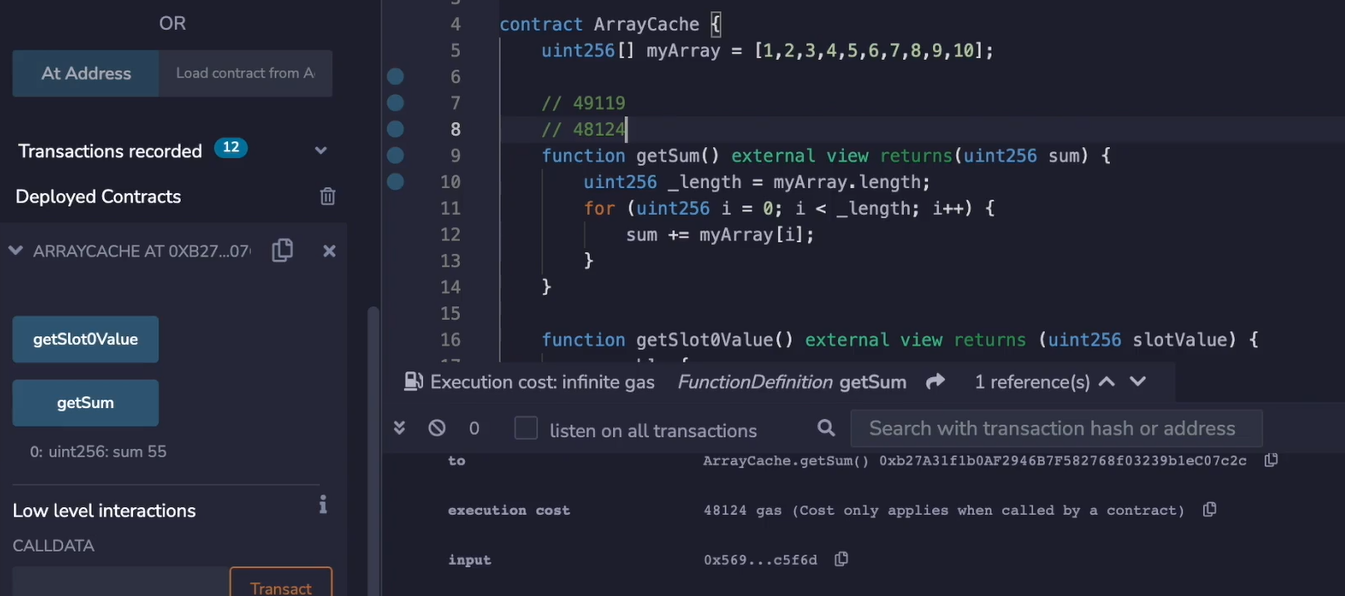 OR
At Address
Load contract from A
Transactions recorded 12
Deployed Contracts
ARRAYCACHE AT 0XB27...07
getSlot0Value
getSum
0: uint256: sum 55
Low level interactions
CALLDATA
Transact
4 contract ArrayCache {
5 uint256[] myArray = [1,2,3,4,5,6,7,8,9,10];
6
7 // 49119
8 // 48124
9 function getSum() external view returns(uint256 sum) {
10 uint256 _length = myArray.length;
11 for (uint256 i = 0; i < _length; i++) {
12 sum += myArray[i];
13 }
14 }
15
16 function getSlot0Value() external view returns (uint256 slotValue) {
Execution cost: infinite gas FunctionDefinition getSum 1 reference(s)
0 listen on all transactions Search with transaction hash or address
to ArrayCache.getSum() 0xb27A31f1b0AF2946B7F582768f03239b1eC07c2c
execution cost 48124 gas (Cost only applies when called by a contract)
input 0x569...c5f6d